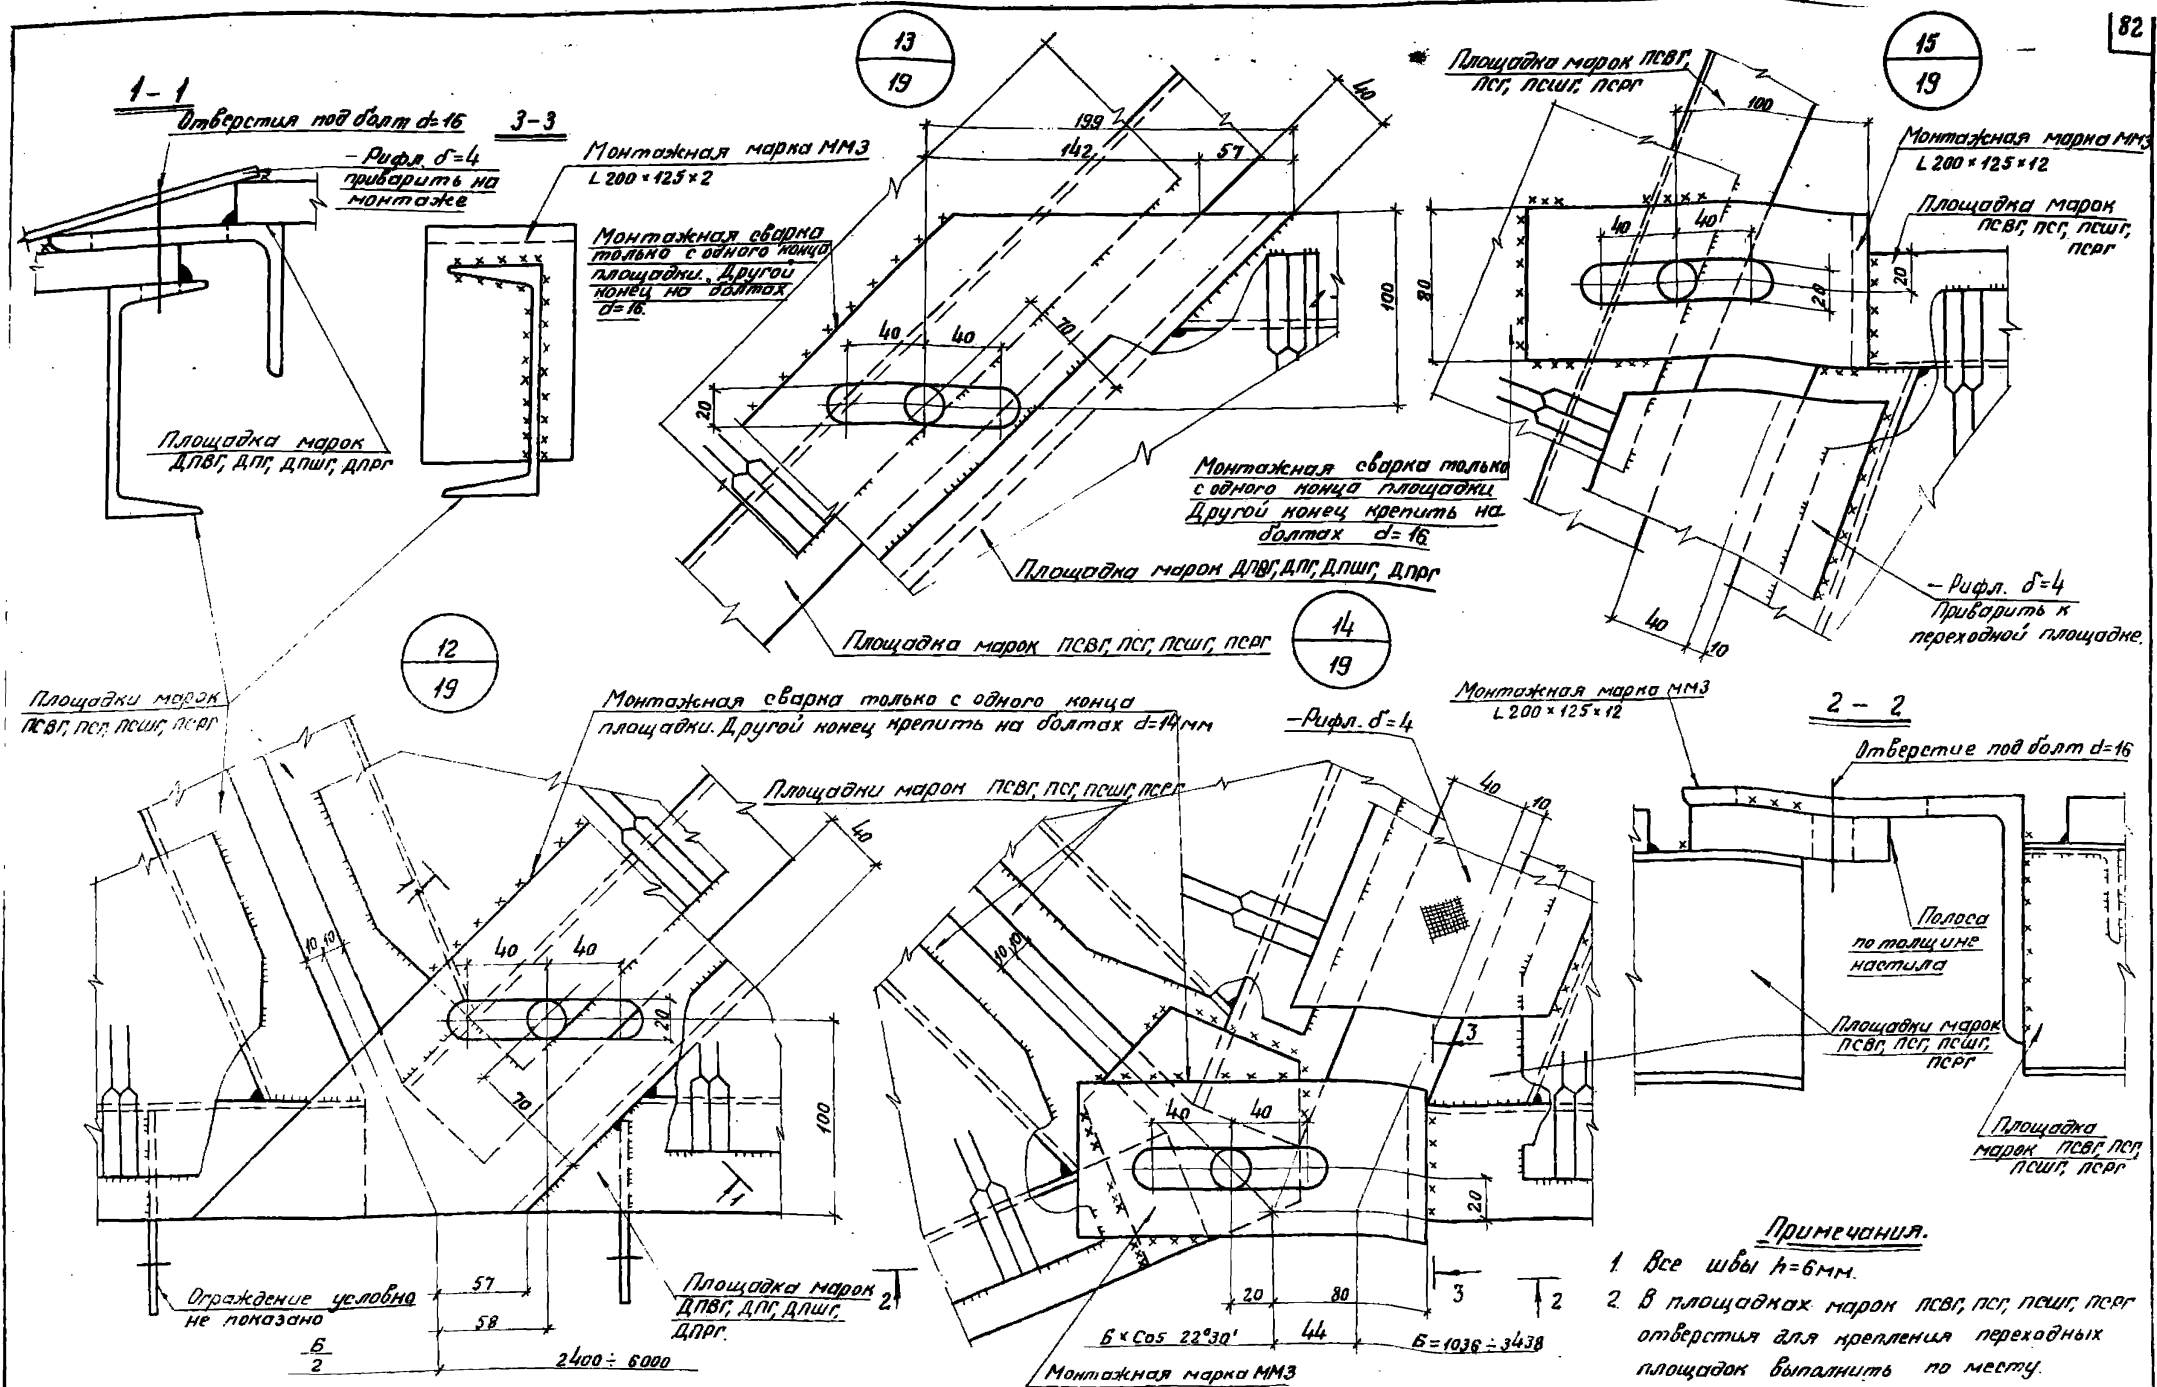 82
1-1
Отверстия под болт d=16
3-3
- Рифл. δ=4
приварить на
монтаже
Монтажная марка ММ3
L 200×125×2
Площадка марок
ДПВГ, ДПГ, ДПШГ, ДПРГ
13
19
Монтажная сварка
только с одного конца
площадки. Другой
конец на болтах
d=16.
199
142
57
40
100
40
40
70
20
Площадка марок ДПВГ, ДПГ, ДПШГ, ДПРГ
Площадка марок ПСВГ, ПСГ, ПСШГ, ПСРГ
15
19
Площадка марок ПСВГ,
ПСГ, ПСШГ, ПСРГ
100
Монтажная марка ММ3
L 200×125×12
Площадка марок
ПСВГ, ПСГ, ПСШГ,
ПСРГ
40
40
80
20
20
Монтажная сварка только
с одного конца площадки
Другой конец крепить на
болтах d=16
- Рифл. δ=4
Приварить к
переходной площадке.
40
10
12
19
Площадки марок
ПСВГ, ПСГ, ПСШГ, ПСРГ
Монтажная сварка только с одного конца
площадки. Другой конец крепить на болтах d=14мм
Площадки марок ПСВГ, ПСГ, ПСШГ, ПСРГ
40
1
10
10
40
40
20
70
100
1
Ограждение условно
не показано
57
58
Б
2
2400÷6000
Площадка марок
ДПВГ, ДПГ, ДПШГ,
ДПРГ.
14
19
-Рифл. δ=4
40
10
10
10
3
40
40
20
2
20
80
3
2
Б×Cos 22°30'
44
Б=1036÷3438
Монтажная марка ММ3
Монтажная марка ММ3
L 200×125×12
2-2
Отверстие под болт d=16
Полоса
по толщине
настила
Площадки марок
ПСВГ, ПСГ, ПСШГ,
ПСРГ
Площадка
марок ПСВГ, ПСГ,
ПСШГ, ПСРГ
Примечания.
1. Все швы h=6мм.
2. В площадках марок ПСВГ, ПСГ, ПСШГ, ПСРГ
отверстия для крепления переходных
площадок выполнить по месту.